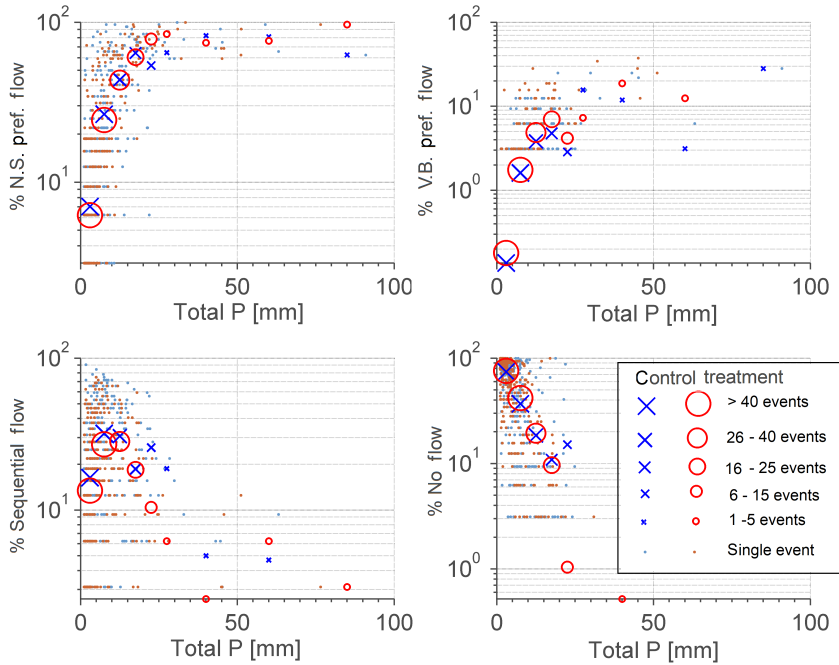 % N.S. pref. flow
10²
10¹
0 50 100
Total P [mm]
% V.B. pref. flow
10²
10¹
10⁰
0 50 100
Total P [mm]
% Sequential flow
10²
10¹
0 50 100
Total P [mm]
% No flow
10²
10¹
10⁰
0 50 100
Total P [mm]
Control treatment
> 40 events
26 - 40 events
16 - 25 events
6 - 15 events
1 -5 events
Single event